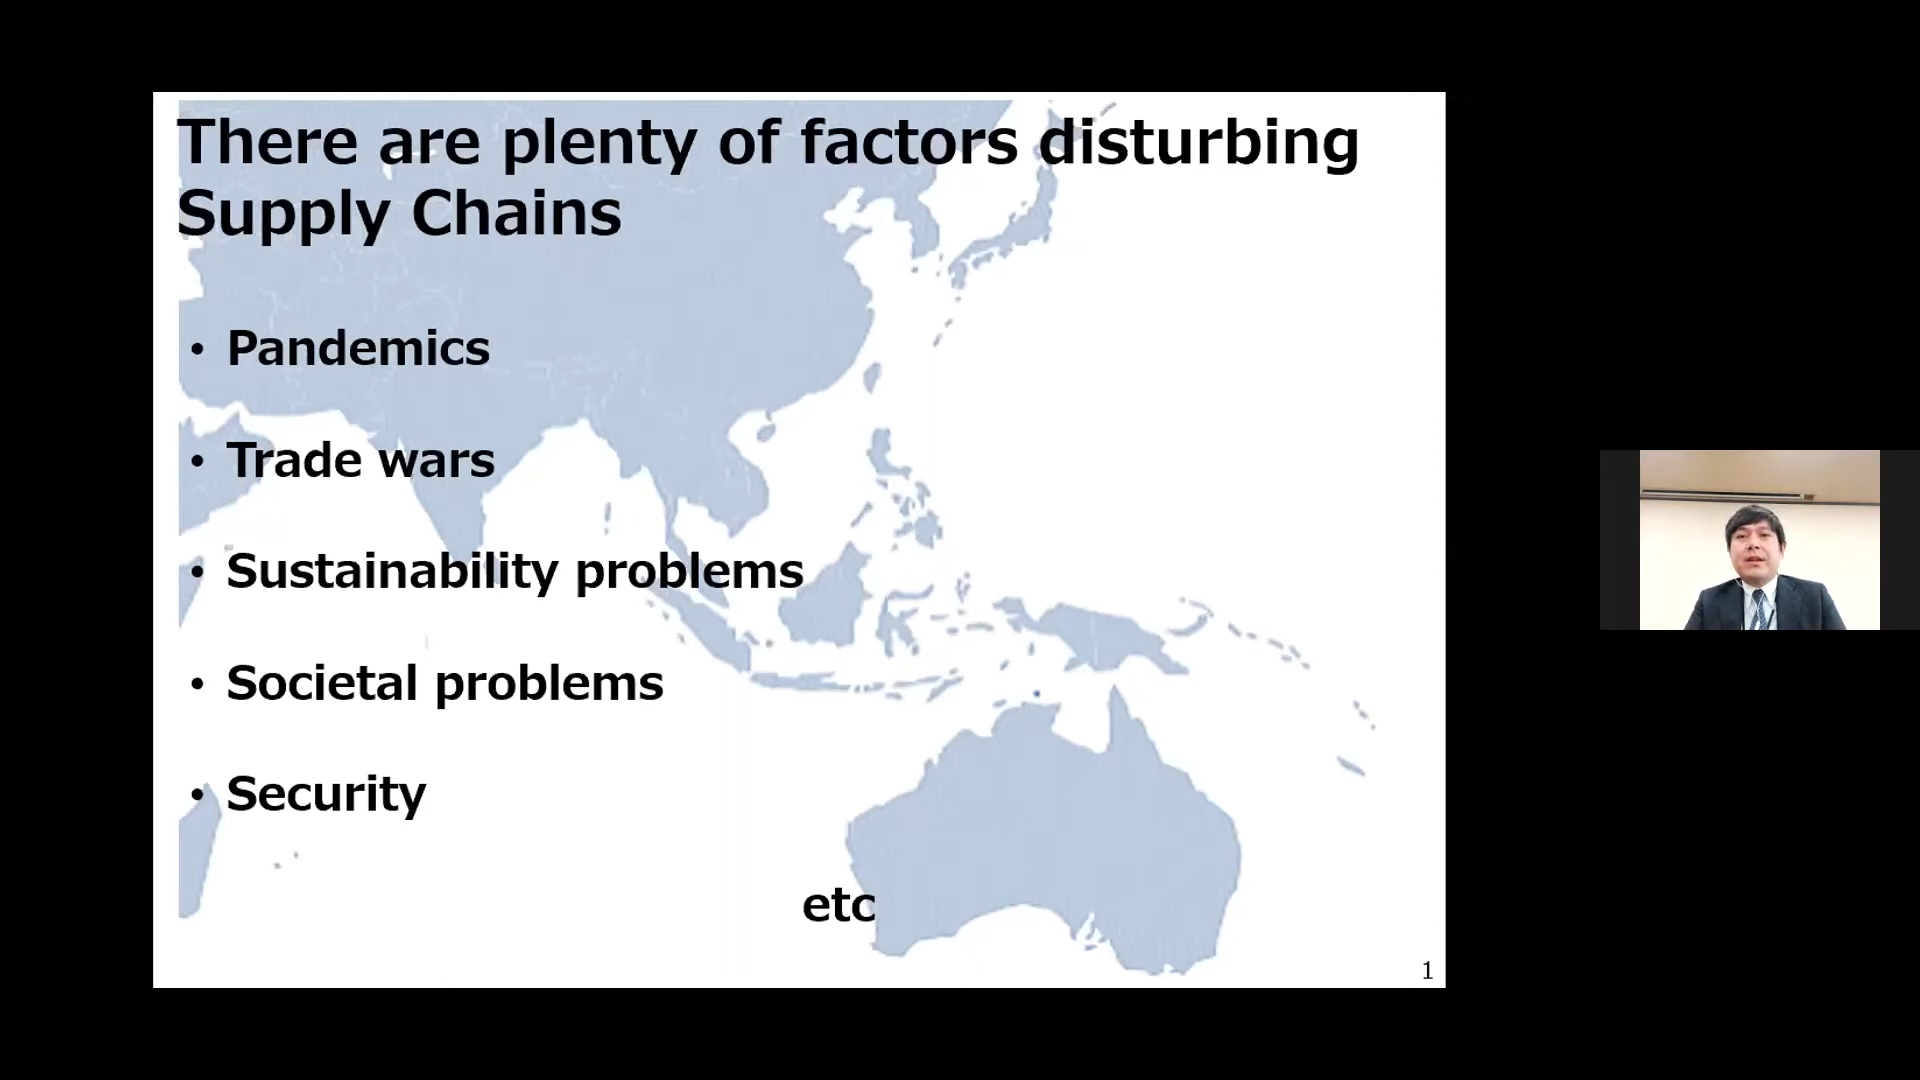 There are plenty of factors disturbing
Supply Chains
• Pandemics
• Trade wars
• Sustainability problems
• Societal problems
• Security
etc
1